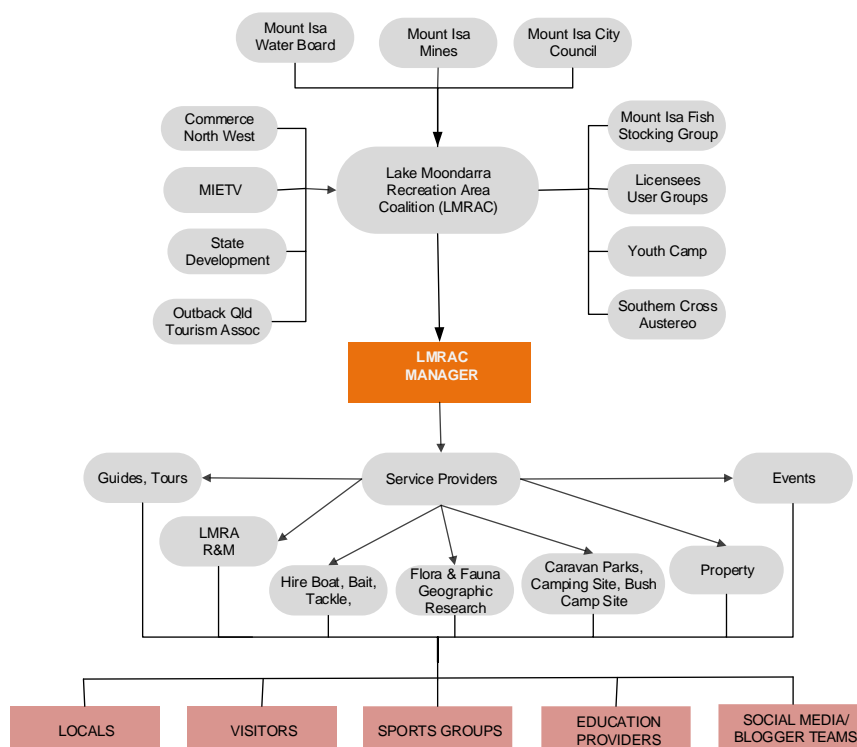 Mount Isa
Water Board
Mount Isa
Mines
Mount Isa City
Council
Commerce
North West
MIETV
State
Development
Outback Qld
Tourism Assoc
Lake Moondarra
Recreation Area
Coalition (LMRAC)
Mount Isa Fish
Stocking Group
Licensees
User Groups
Youth Camp
Southern Cross
Austereo
LMRAC
MANAGER
Guides, Tours
Service Providers
Events
LMRA
R&M
Hire Boat, Bait,
Tackle,
Flora & Fauna
Geographic
Research
Caravan Parks,
Camping Site, Bush
Camp Site
Property
LOCALS
VISITORS
SPORTS GROUPS
EDUCATION
PROVIDERS
SOCIAL MEDIA/
BLOGGER TEAMS